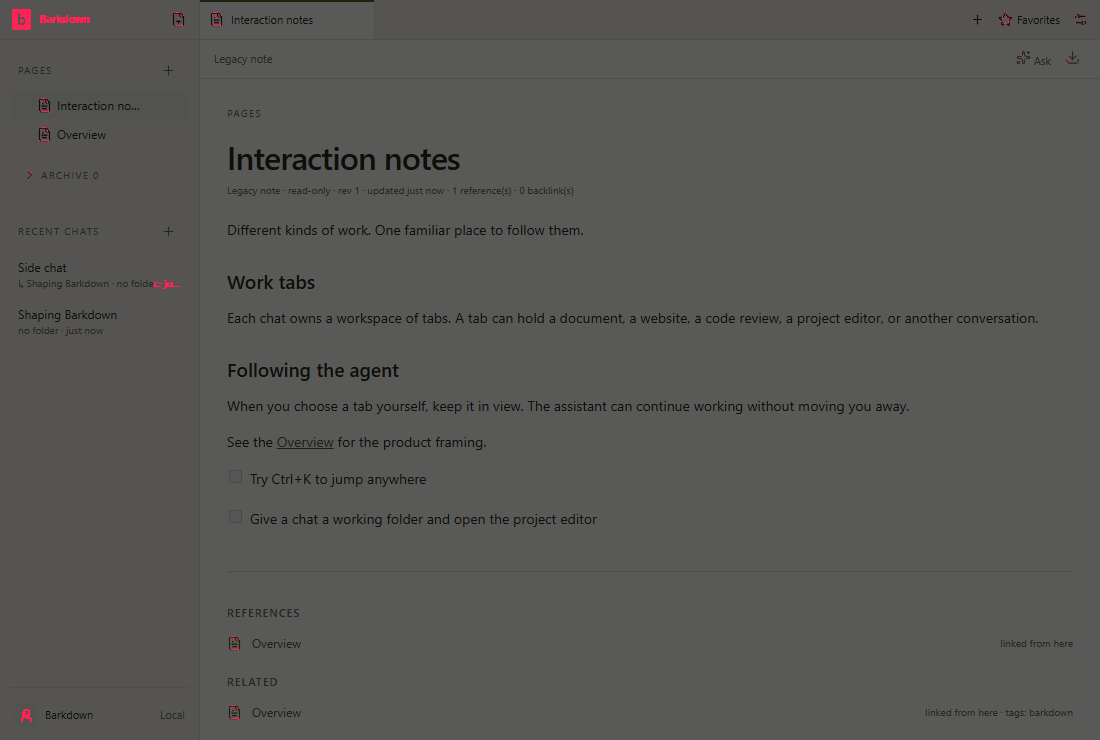 b Barkdown
Interaction notes
Favorites
Legacy note
Ask
PAGES
Interaction no...
Overview
ARCHIVE 0
RECENT CHATS
Side chat
↳ Shaping Barkdown · no folde
Shaping Barkdown
no folder · just now
Barkdown
Local
PAGES
Interaction notes
Legacy note · read-only · rev 1 · updated just now · 1 reference(s) · 0 backlink(s)
Different kinds of work. One familiar place to follow them.
Work tabs
Each chat owns a workspace of tabs. A tab can hold a document, a website, a code review, a project editor, or another conversation.
Following the agent
When you choose a tab yourself, keep it in view. The assistant can continue working without moving you away.
See the Overview for the product framing.
Try Ctrl+K to jump anywhere
Give a chat a working folder and open the project editor
REFERENCES
Overview
linked from here
RELATED
Overview
linked from here · tags: barkdown